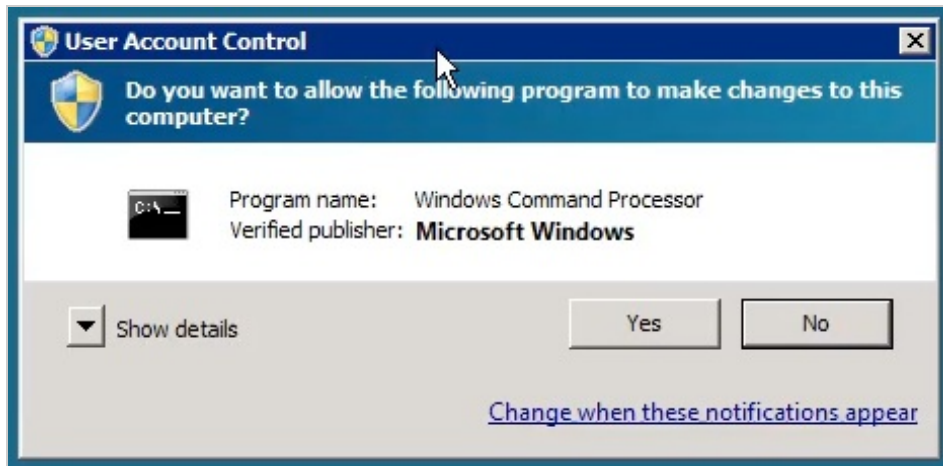 User Account Control
Do you want to allow the following program to make changes to this
computer?
C:\_
Program name: Windows Command Processor
Verified publisher: Microsoft Windows
Show details
Yes
No
Change when these notifications appear